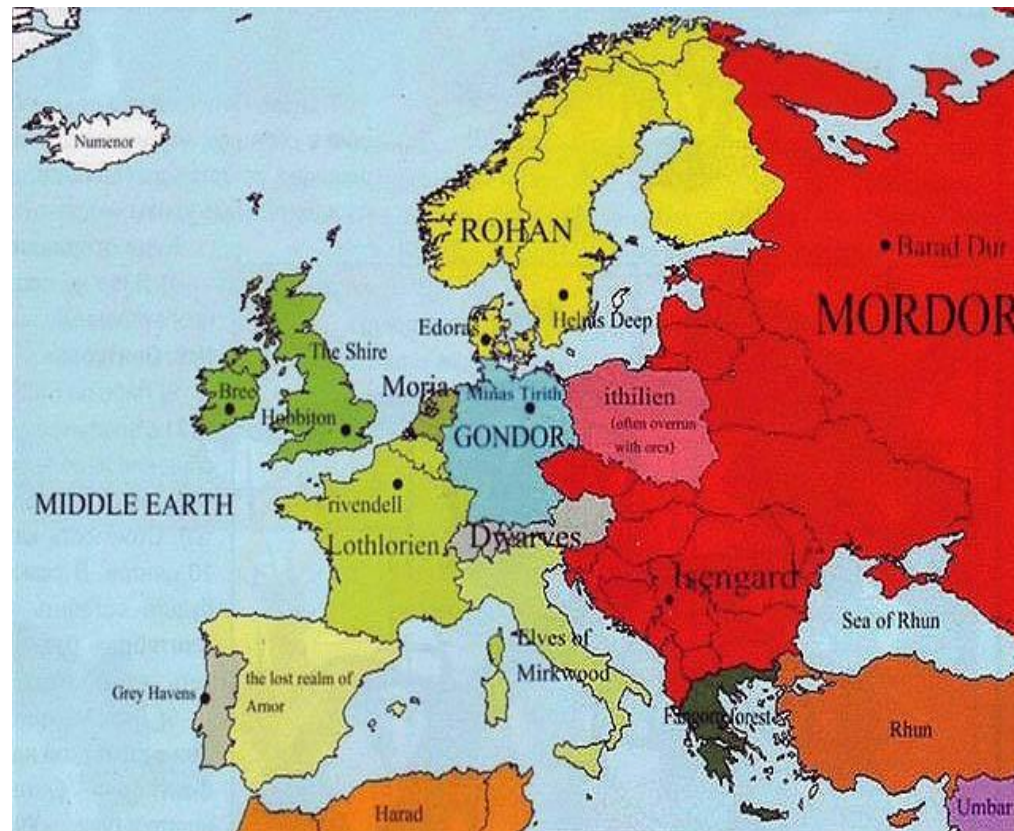 Numenor
ROHAN
Barad Dur
MORDOR
Edora
Helms Deep
The Shire
Moria
Minas Tirith
ithilien
(often overrun
with orcs)
Bree
Hobbiton
GONDOR
MIDDLE EARTH
rivendell
Lothlorien
Dwarves
Isengard
Sea of Rhun
Elves of
Mirkwood
the lost realm of
Arnor
Grey Havens
Fangorn forest
Rhun
Harad
Umbar